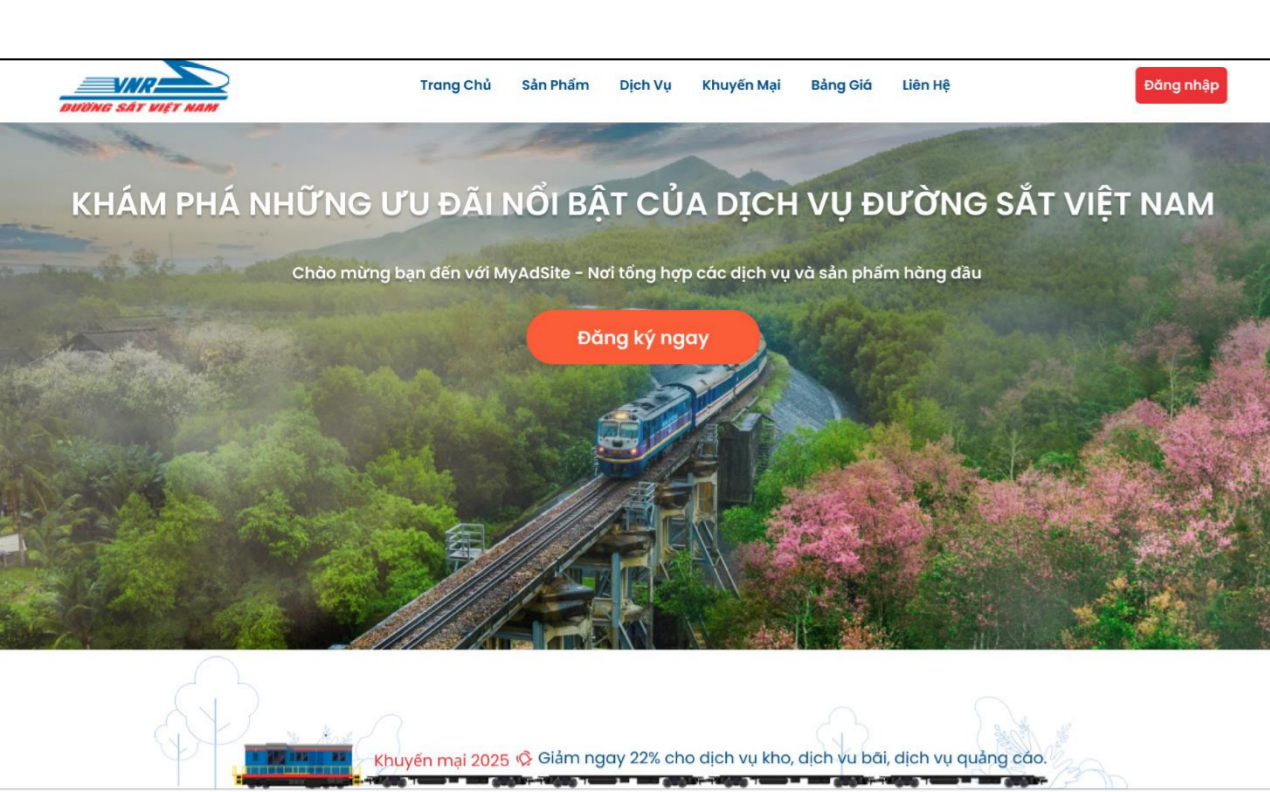 VNR
ĐƯỜNG SẮT VIỆT NAM
Trang Chủ Sản Phẩm Dịch Vụ Khuyến Mại Bảng Giá Liên Hệ Đăng nhập
KHÁM PHÁ NHỮNG ƯU ĐÃI NỔI BẬT CỦA DỊCH VỤ ĐƯỜNG SẮT VIỆT NAM
Chào mừng bạn đến với MyAdSite - Nơi tổng hợp các dịch vụ và sản phẩm hàng đầu
Đăng ký ngay
Khuyến mại 2025 Giảm ngay 22% cho dịch vụ kho, dịch vu bãi, dịch vụ quảng cáo.